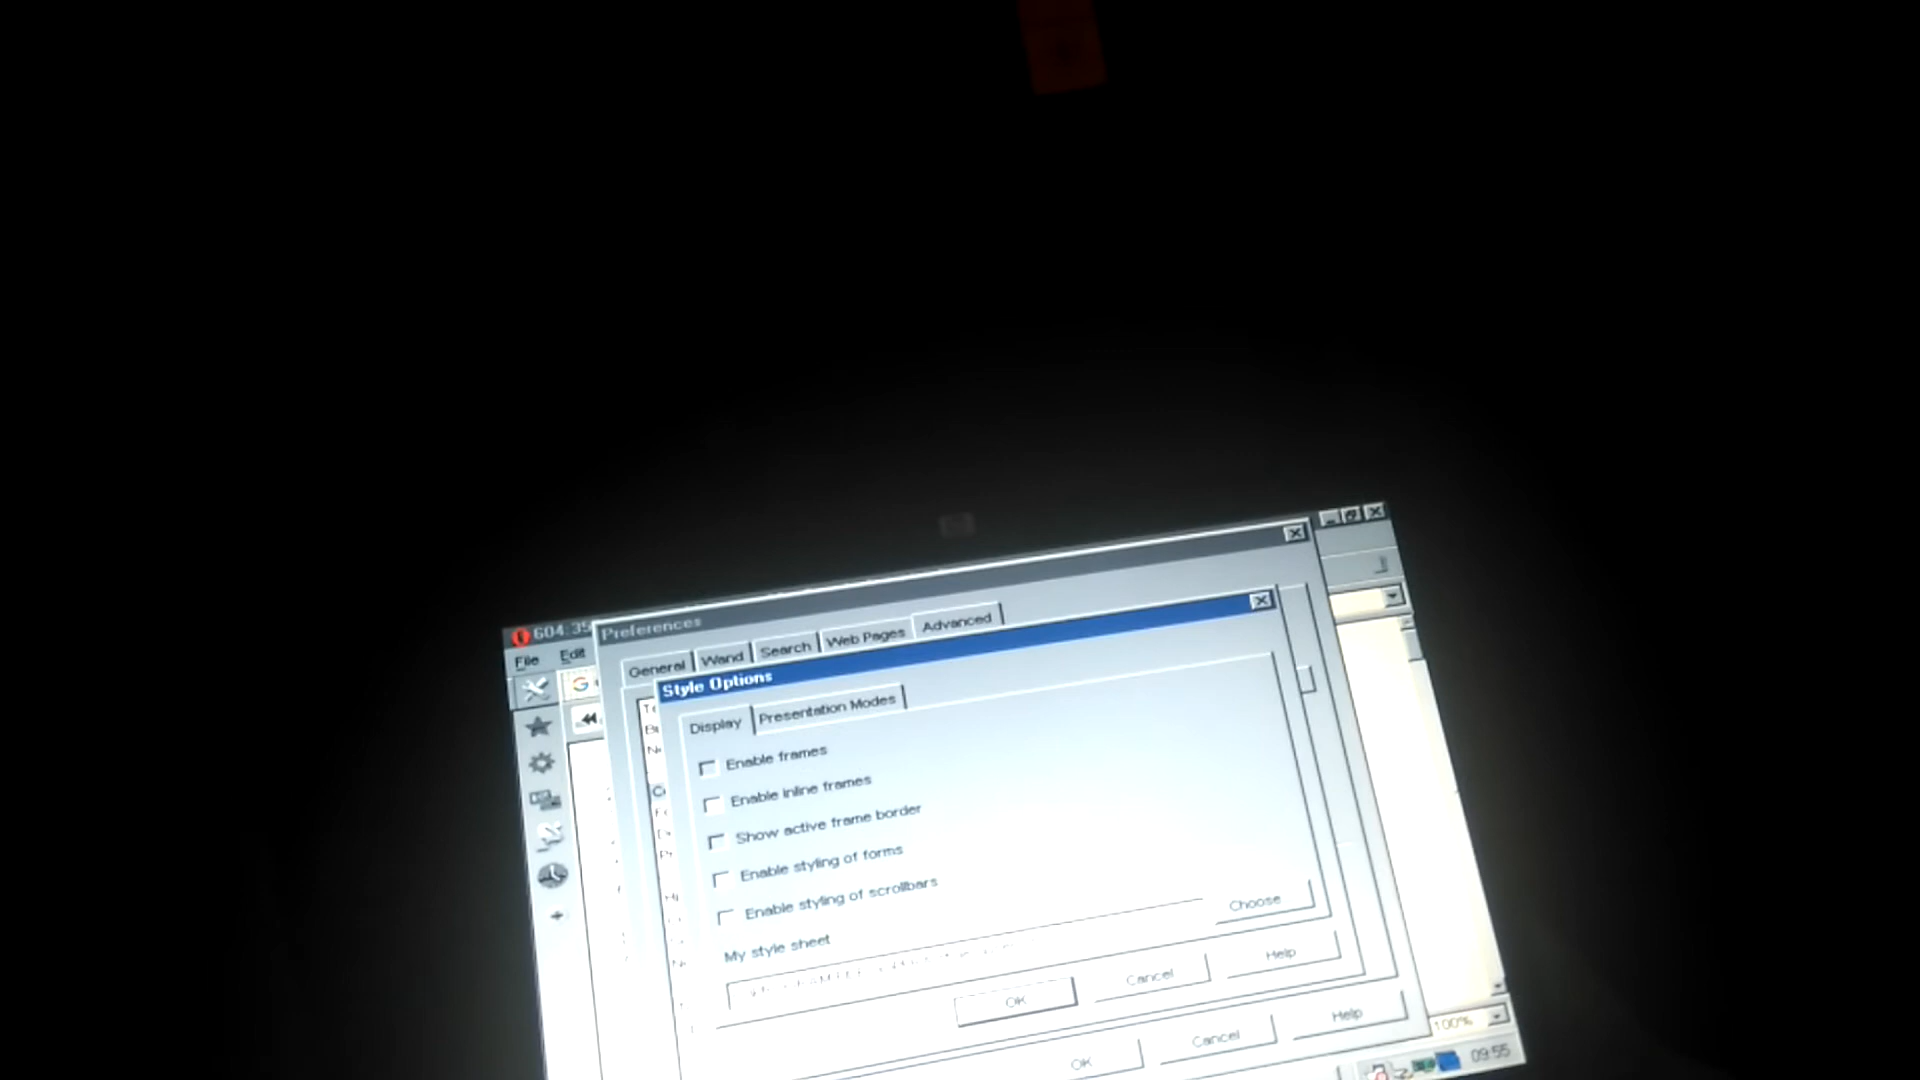 604:35
Preferences
File Edit
General Wand Search Web Pages Advanced
Style Options
Display Presentation Modes
Enable frames
Enable inline frames
Show active frame border
Enable styling of forms
Enable styling of scrollbars
My style sheet
Choose
OK Cancel Help
OK Cancel Help
100%
09:55